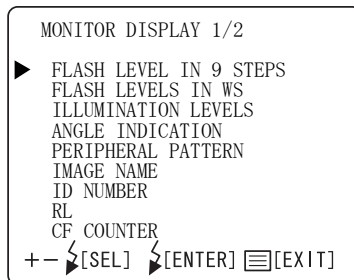 MONITOR DISPLAY 1/2
FLASH LEVEL IN 9 STEPS
FLASH LEVELS IN WS
ILLUMINATION LEVELS
ANGLE INDICATION
PERIPHERAL PATTERN
IMAGE NAME
ID NUMBER
RL
CF COUNTER
+− [SEL] [ENTER] [EXIT]